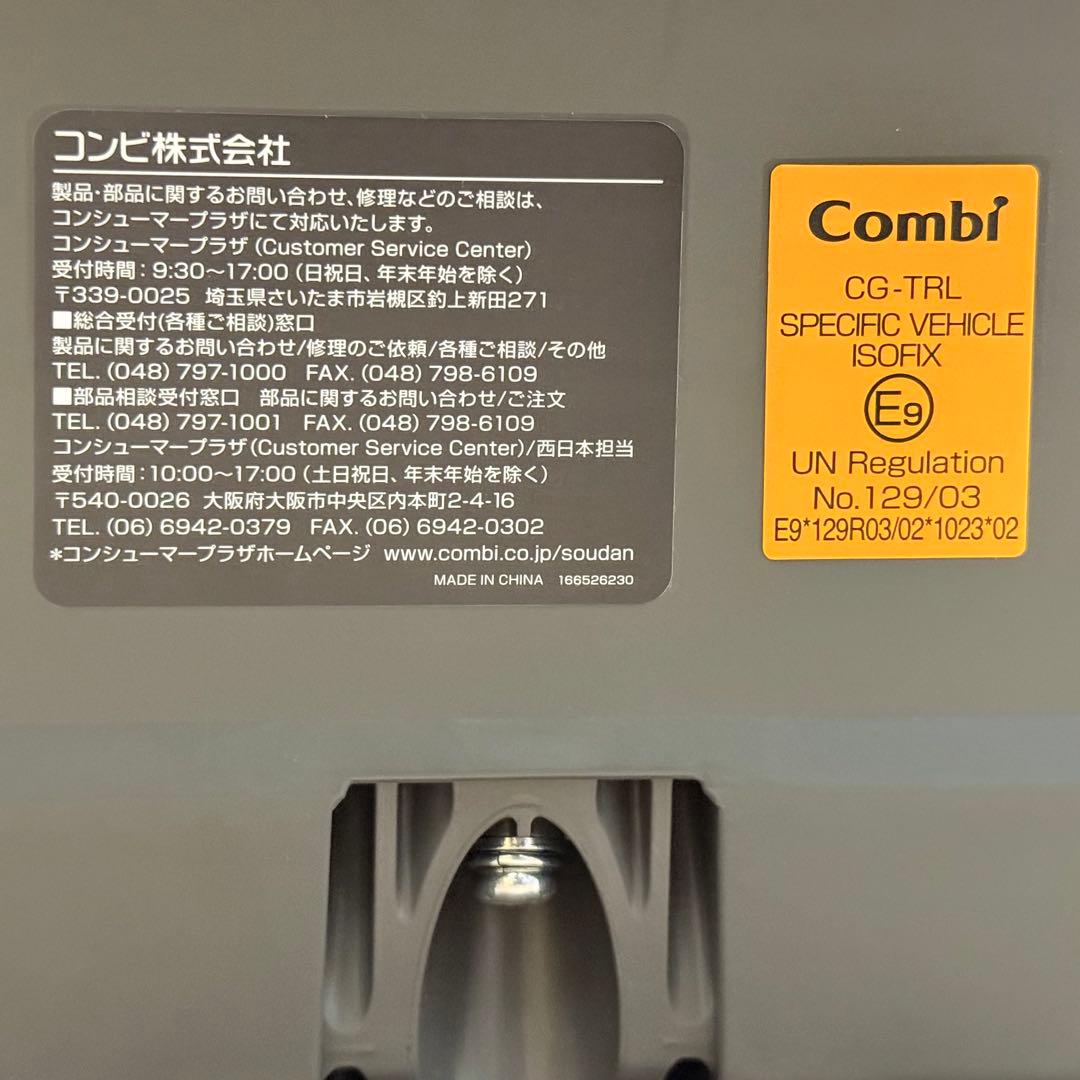 コンビ株式会社
製品・部品に関するお問い合わせ、修理などのご相談は、
コンシューマープラザにて対応いたします。
コンシューマープラザ(Customer Service Center)
受付時間：9:30～17:00（日祝日、年末年始を除く）
〒339-0025 埼玉県さいたま市岩槻区釣上新田271
■総合受付(各種ご相談)窓口
製品に関するお問い合わせ/修理のご依頼/各種ご相談/その他
TEL. (048) 797-1000 FAX. (048) 798-6109
■部品相談受付窓口 部品に関するお問い合わせ/ご注文
TEL. (048) 797-1001 FAX. (048) 798-6109
コンシューマープラザ(Customer Service Center)/西日本担当
受付時間：10:00～17:00（土日祝日、年末年始を除く）
〒540-0026 大阪府大阪市中央区内本町2-4-16
TEL. (06) 6942-0379 FAX. (06) 6942-0302
*コンシューマープラザホームページ www.combi.co.jp/soudan
MADE IN CHINA 166526230
Combi
CG-TRL
SPECIFIC VEHICLE
ISOFIX
E9
UN Regulation
No.129/03
E9*129R03/02*1023*02